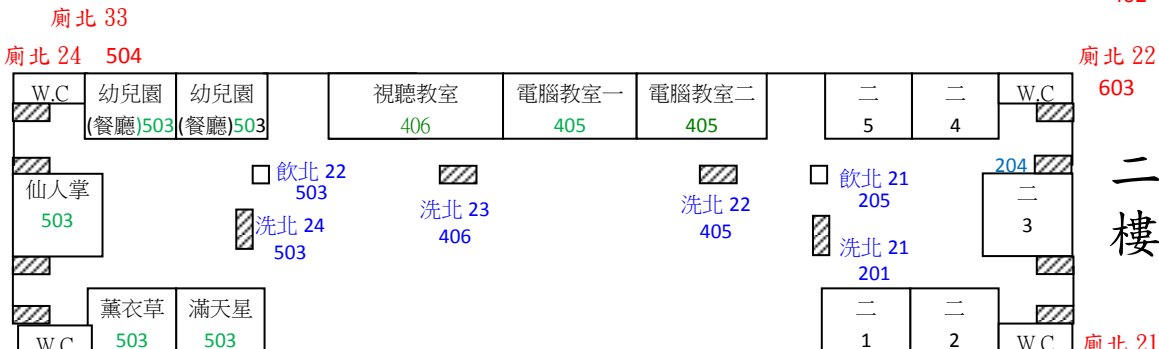 廁北 33
廁北 24 504
廁北 22
603
W.C
幼兒園
(餐廳)503
幼兒園
(餐廳)503
視聽教室
406
電腦教室一
405
電腦教室二
405
二
5
二
4
W.C
仙人掌
503
飲北 22
503
洗北 24
503
洗北 23
406
洗北 22
405
飲北 21
205
洗北 21
201
204
二
3
二樓
薰衣草
503
滿天星
503
二
1
二
2
W.C
W.C
廁北 21